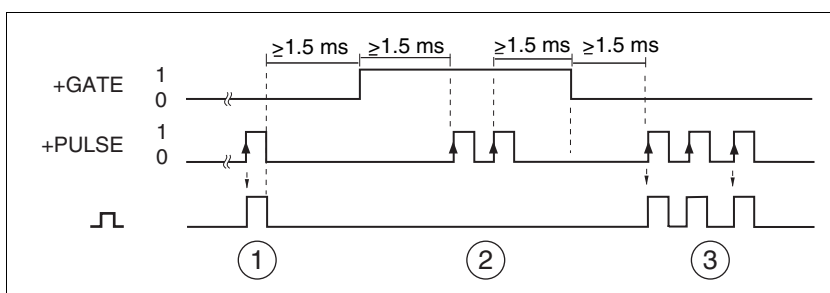 ≥1.5 ms ≥1.5 ms ≥1.5 ms ≥1.5 ms
+GATE 1
0
+PULSE 1
0
1 2 3